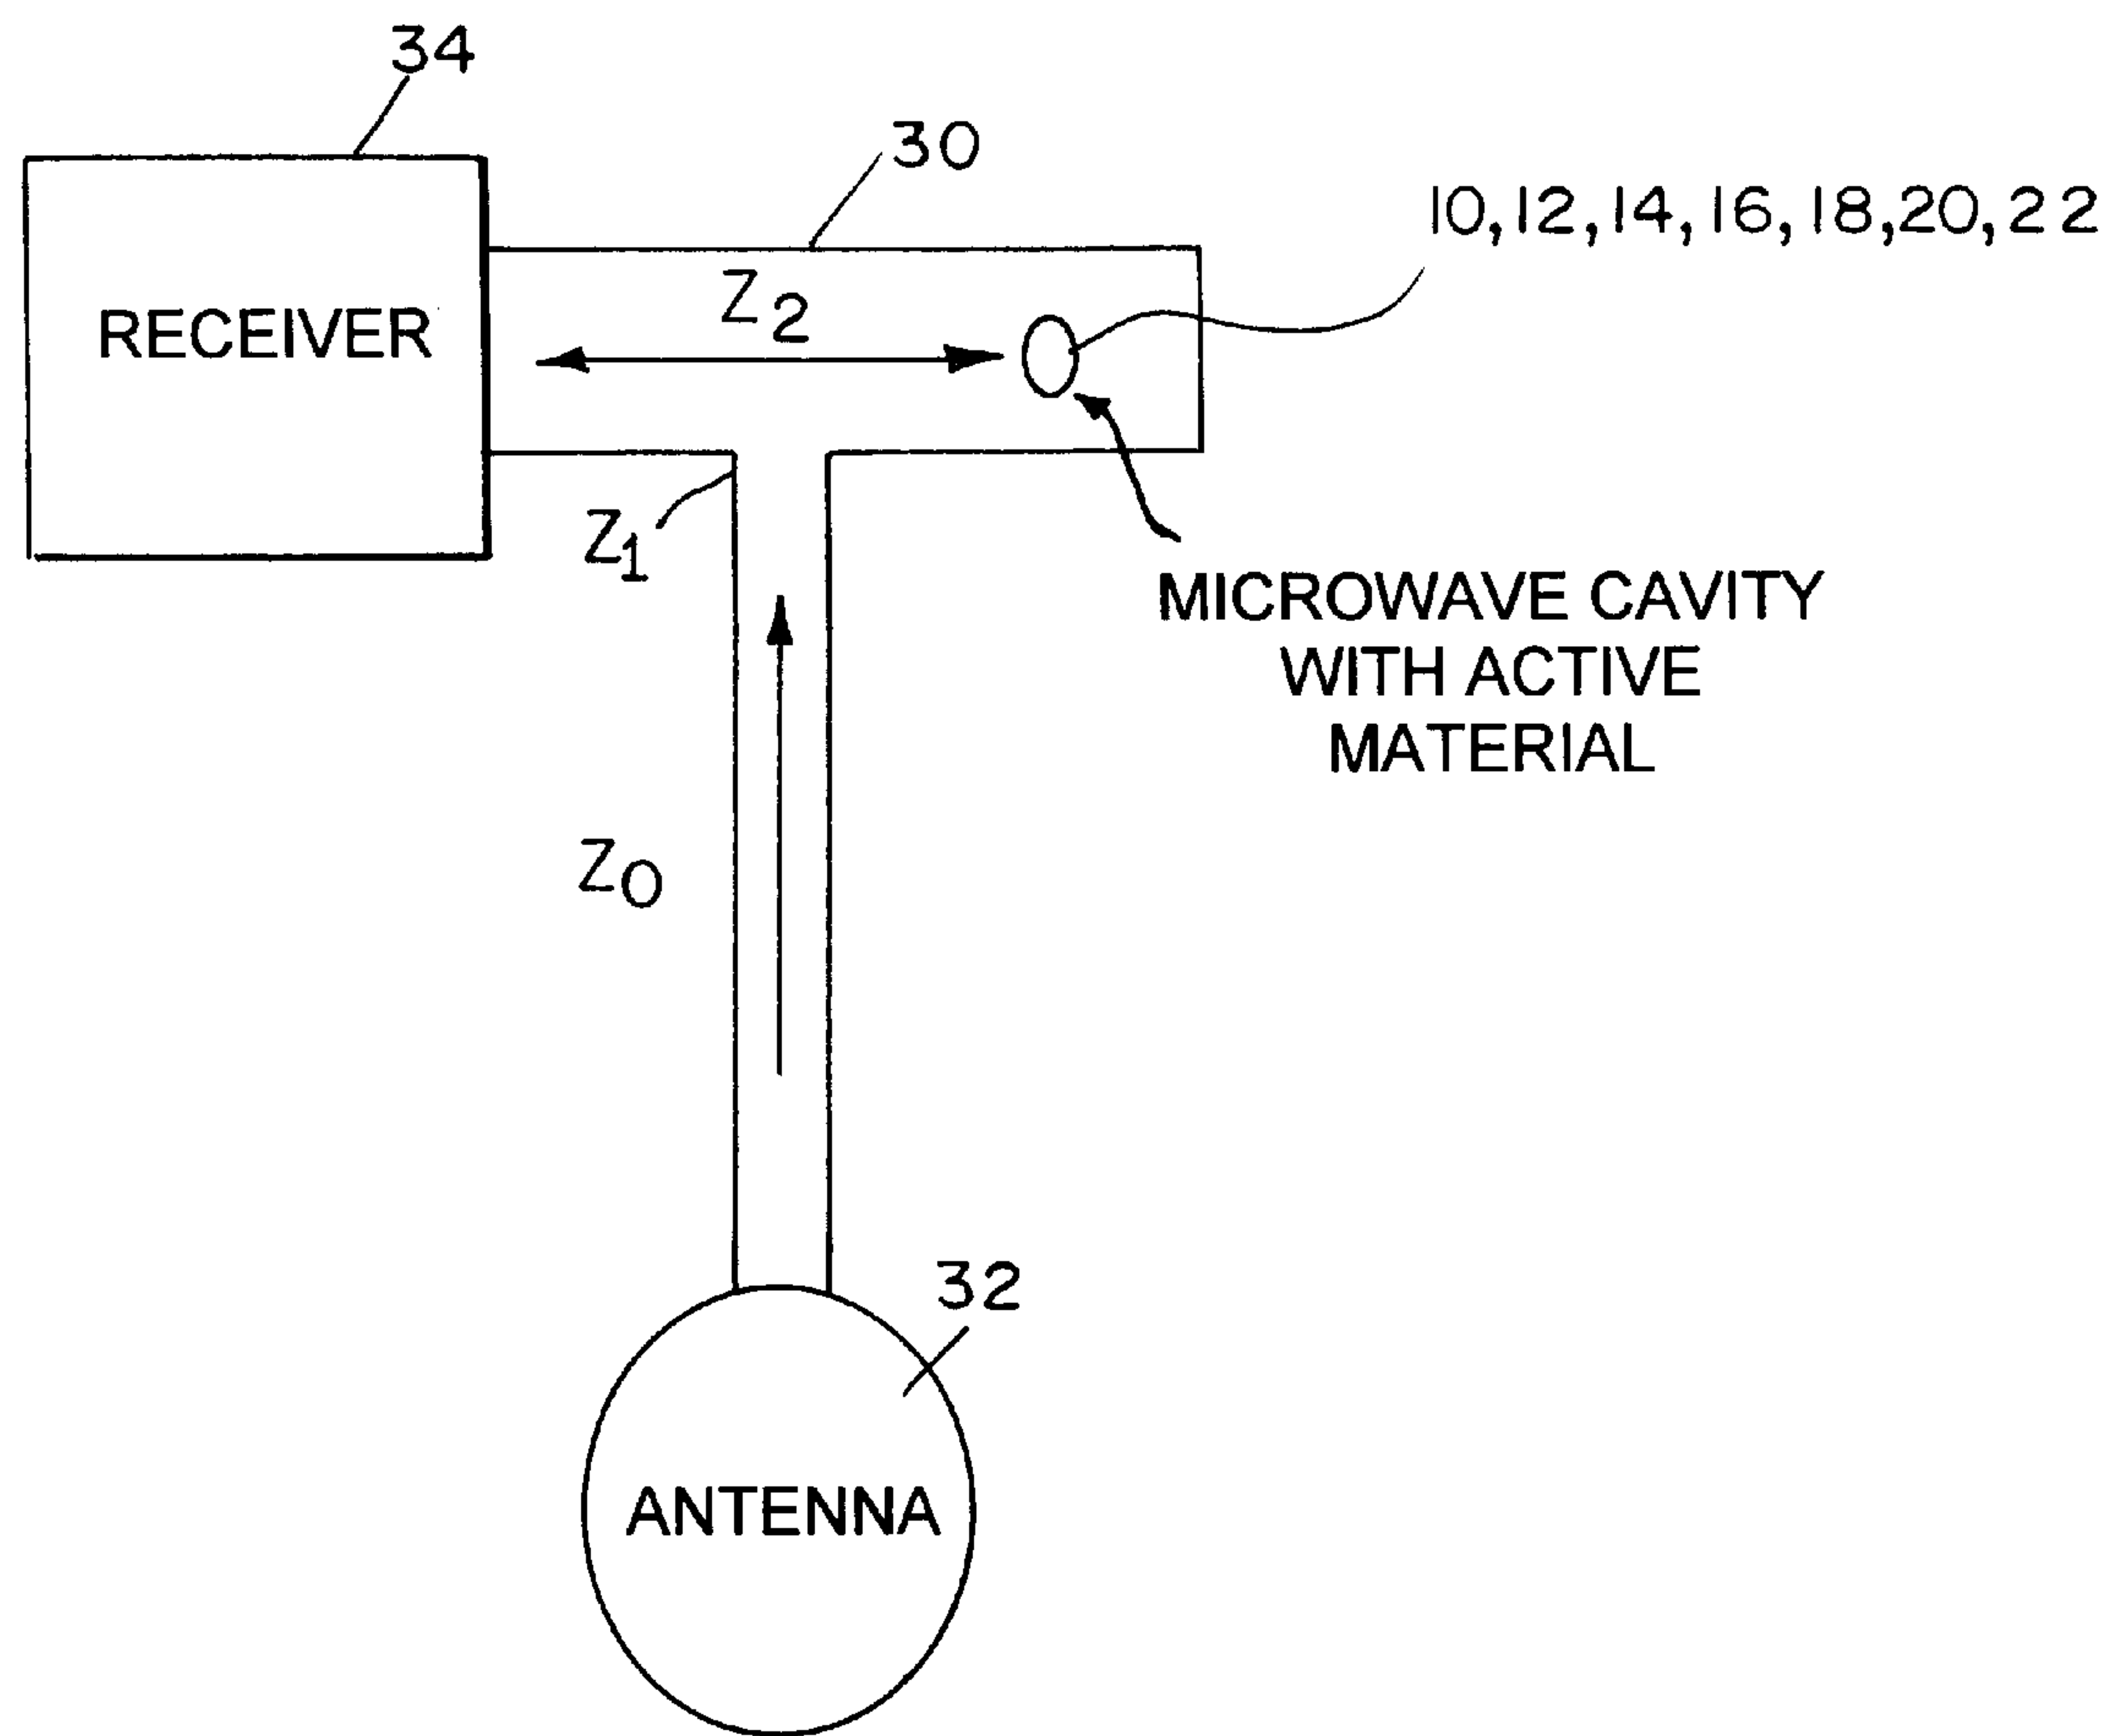 34
30
10,12,14,16,18,20,22
RECEIVER
Z2
Z1
MICROWAVE CAVITY
WITH ACTIVE
MATERIAL
Z0
32
ANTENNA